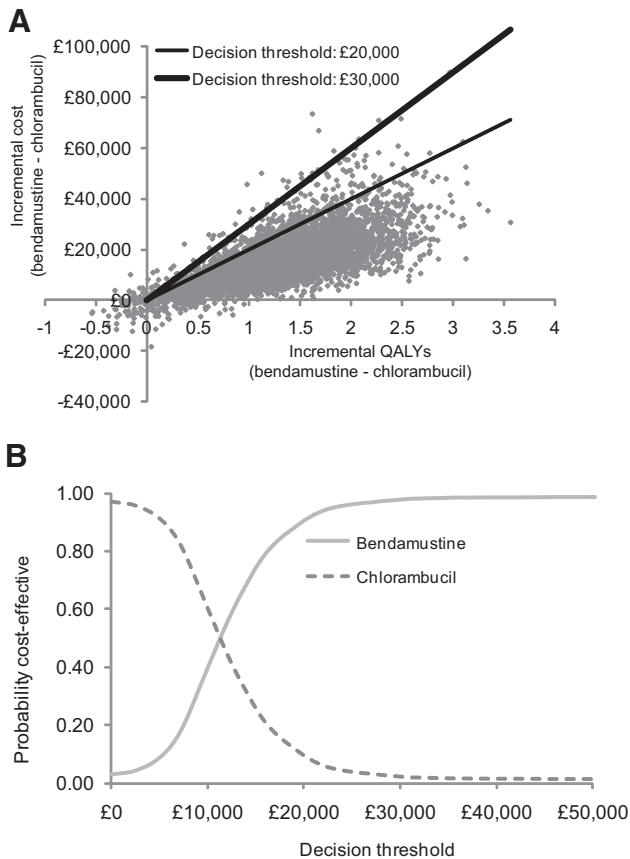 A
£100,000
£80,000
£60,000
£40,000
£20,000
£0
-£20,000
-£40,000
Incremental cost
(bendamustine - chlorambucil)
Decision threshold: £20,000
Decision threshold: £30,000
-1 -0.5 0 0.5 1 1.5 2 2.5 3 3.5 4
Incremental QALYs
(bendamustine - chlorambucil)
B
1.00
0.80
0.60
0.40
0.20
0.00
Probability cost-effective
Bendamustine
Chlorambucil
£0 £10,000 £20,000 £30,000 £40,000 £50,000
Decision threshold